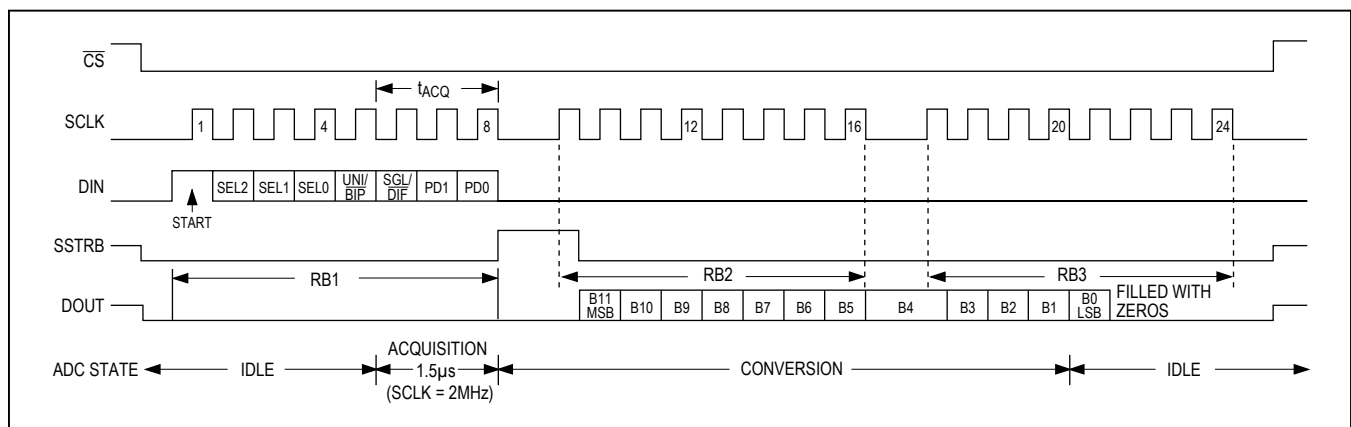 CS
tACQ
SCLK 1 4 8 12 16 20 24
DIN SEL2 SEL1 SEL0 UNI/ BIP SGL/ DIF PD1 PD0
START
SSTRB
RB1 RB2 RB3
DOUT B11 MSB B10 B9 B8 B7 B6 B5 B4 B3 B2 B1 B0 LSB FILLED WITH ZEROS
ADC STATE IDLE ACQUISITION 1.5µs (SCLK = 2MHz) CONVERSION IDLE